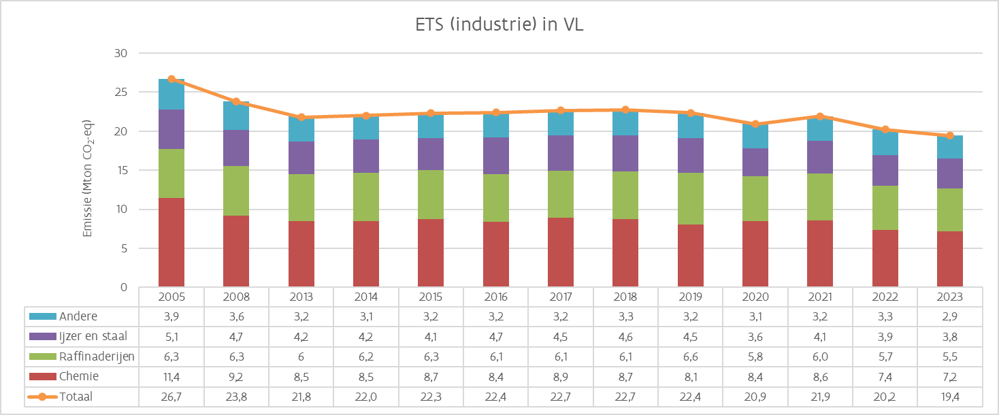 ETS (industrie) in VL
Emissie (Mton CO₂-eq)
30
25
20
15
10
5
0
2005 2008 2013 2014 2015 2016 2017 2018 2019 2020 2021 2022 2023
Andere 3,9 3,6 3,2 3,1 3,2 3,2 3,2 3,3 3,2 3,1 3,2 3,3 2,9
Ijzer en staal 5,1 4,7 4,2 4,2 4,1 4,7 4,5 4,6 4,5 3,6 4,1 3,9 3,8
Raffinaderijen 6,3 6,3 6 6,2 6,3 6,1 6,1 6,1 6,6 5,8 6,0 5,7 5,5
Chemie 11,4 9,2 8,5 8,5 8,7 8,4 8,9 8,7 8,1 8,4 8,6 7,4 7,2
Totaal 26,7 23,8 21,8 22,0 22,3 22,4 22,7 22,7 22,4 20,9 21,9 20,2 19,4